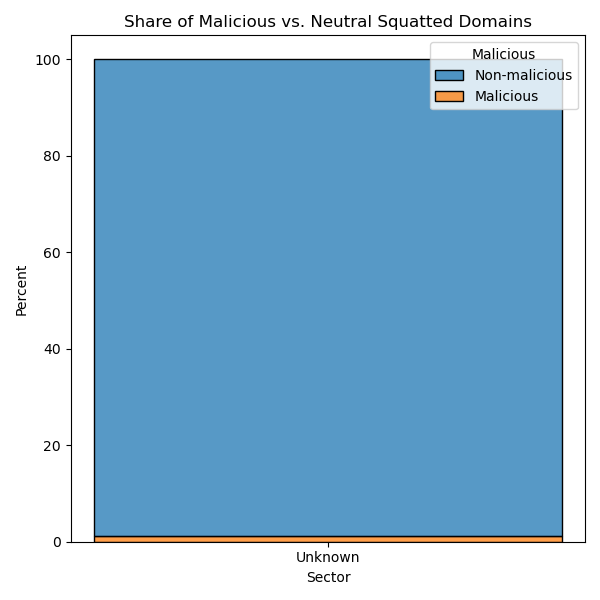 Share of Malicious vs. Neutral Squatted Domains
Malicious
Non-malicious
Malicious
100
80
60
40
20
0
Percent
Unknown
Sector